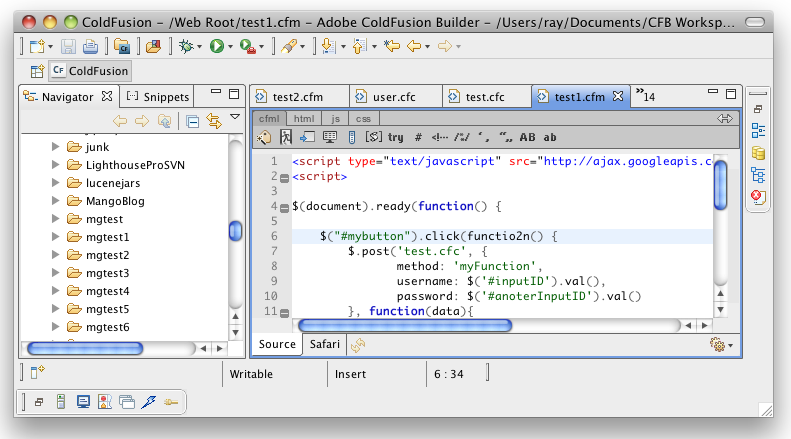 ColdFusion - /Web Root/test1.cfm - Adobe ColdFusion Builder - /Users/ray/Documents/CFB Worksp...
CF ColdFusion
Navigator Snippets
test2.cfm user.cfc test.cfc test1.cfm »14
cfml html js css
try # <!-- /*/ ‘, “„ AB ab
junk
LighthouseProSVN
lucenejars
MangoBlog
mgtest
mgtest1
mgtest2
mgtest3
mgtest4
mgtest5
mgtest6
1 <script type="text/javascript" src="http://ajax.googleapis.c
2 <script>
3
4 $(document).ready(function() {
5
6 $("#mybutton").click(functio2n() {
7 $.post('test.cfc', {
8 method: 'myFunction',
9 username: $('#inputID').val(),
10 password: $('#anoterInputID').val()
11 }, function(data){
Source Safari
Writable Insert 6 : 34